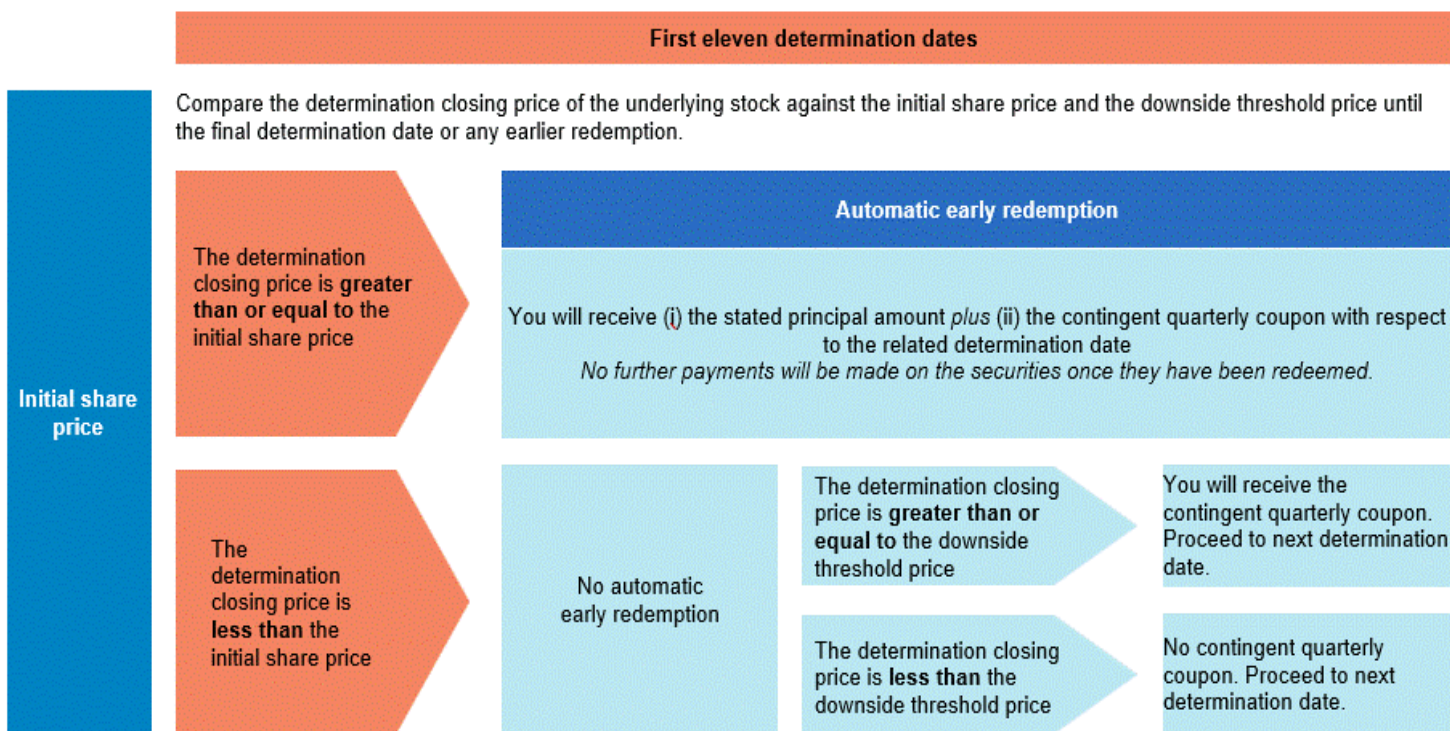 First eleven determination dates
Compare the determination closing price of the underlying stock against the initial share price and the downside threshold price until
the final determination date or any earlier redemption.
Initial share
price
The determination
closing price is greater
than or equal to the
initial share price
Automatic early redemption
You will receive (i) the stated principal amount plus (ii) the contingent quarterly coupon with respect
to the related determination date
No further payments will be made on the securities once they have been redeemed.
The
determination
closing price is
less than the
initial share price
No automatic
early redemption
The determination closing
price is greater than or
equal to the downside
threshold price
You will receive the
contingent quarterly coupon.
Proceed to next determination
date.
The determination closing
price is less than the
downside threshold price
No contingent quarterly
coupon. Proceed to next
determination date.